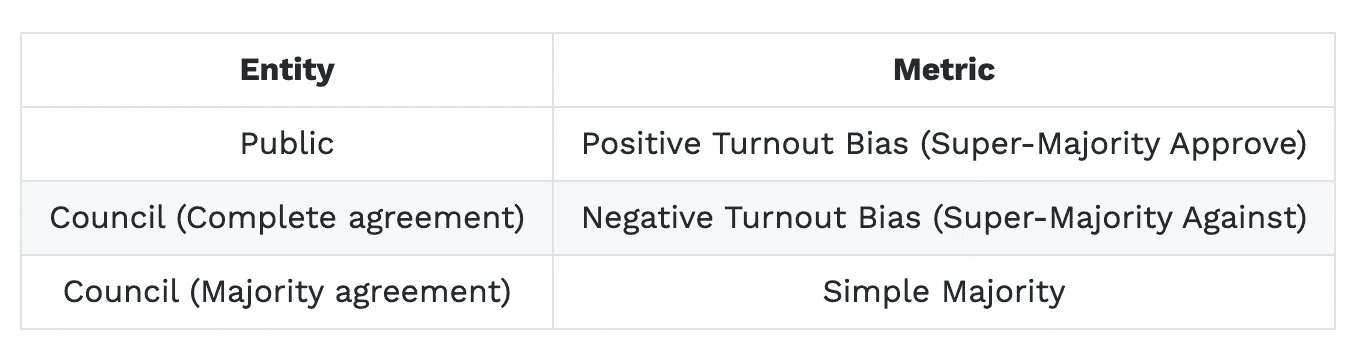 Entity Metric
Public Positive Turnout Bias (Super-Majority Approve)
Council (Complete agreement) Negative Turnout Bias (Super-Majority Against)
Council (Majority agreement) Simple Majority